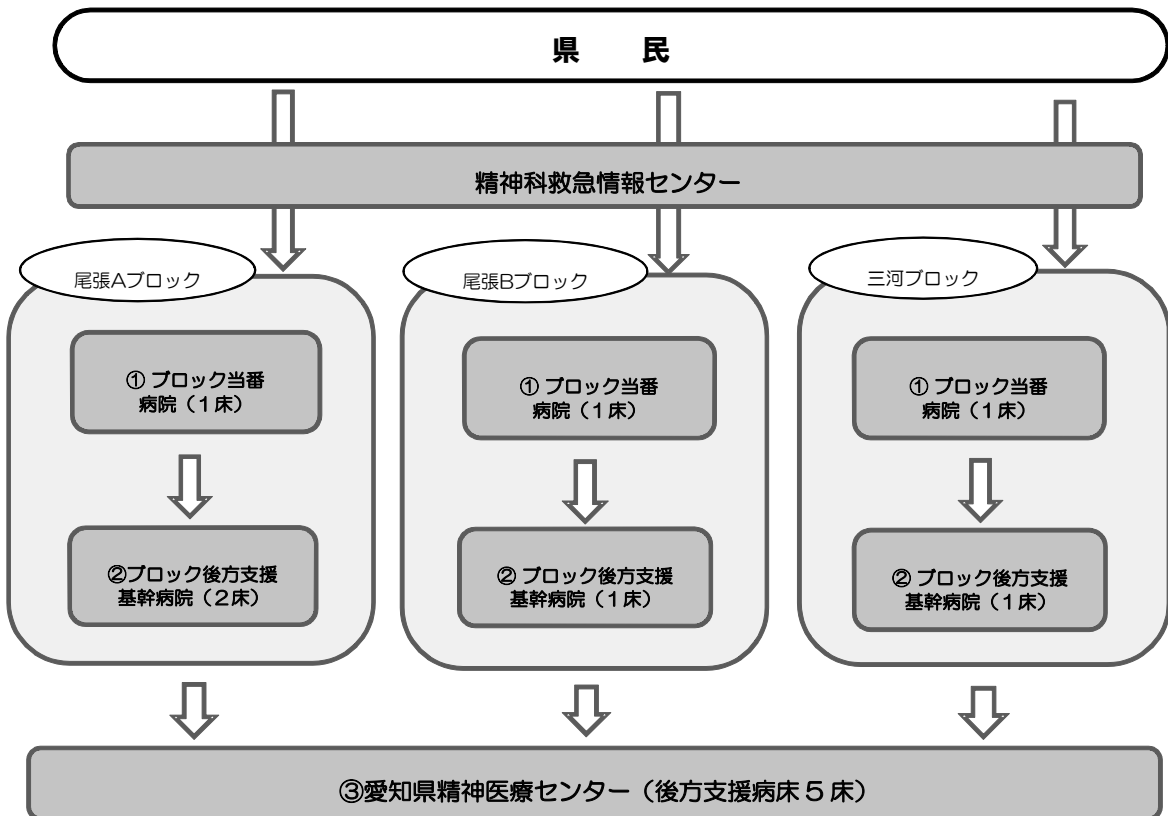 県　　民
精神科救急情報センター
尾張Aブロック
① ブロック当番
病院（１床）
②ブロック後方支援
基幹病院（２床）
尾張Bブロック
① ブロック当番
病院（１床）
② ブロック後方支援
基幹病院（１床）
三河ブロック
① ブロック当番
病院（１床）
② ブロック後方支援
基幹病院（１床）
③愛知県精神医療センター（後方支援病床５床）